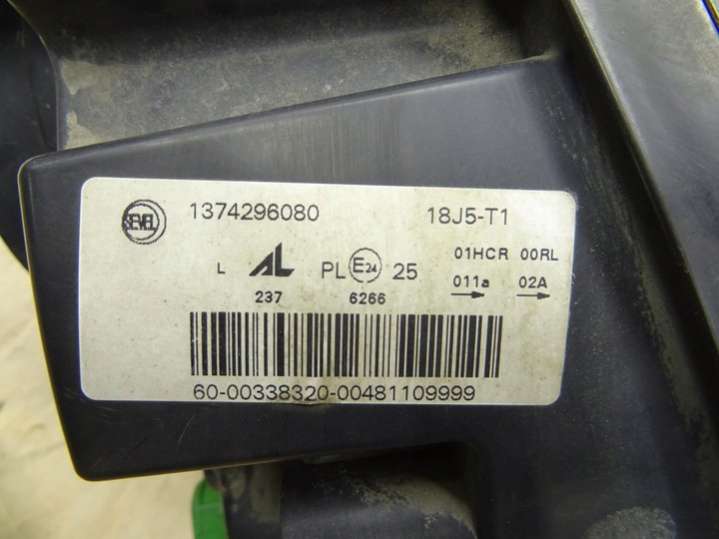 SEVEL 1374296080 18J5-T1
L AL PL E24 25 01HCR 00RL
237 6266 011a 02A
60-00338320-00481109999